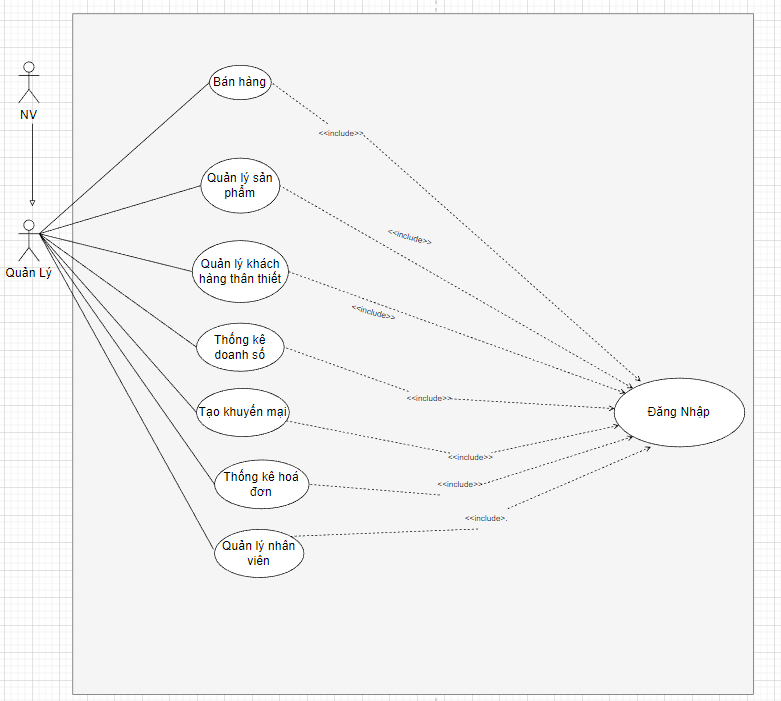 Bán hàng
<<include>>
NV
Quản lý sản
phẩm
<<include>>
Quản Lý
Quản lý khách
hàng thân thiết
<<include>>
Thống kê
doanh số
<<include>>
Tạo khuyến mại
Đăng Nhập
<<include>>
Thống kê hoá
đơn
<<include>>
<<include>.
Quản lý nhân
viên